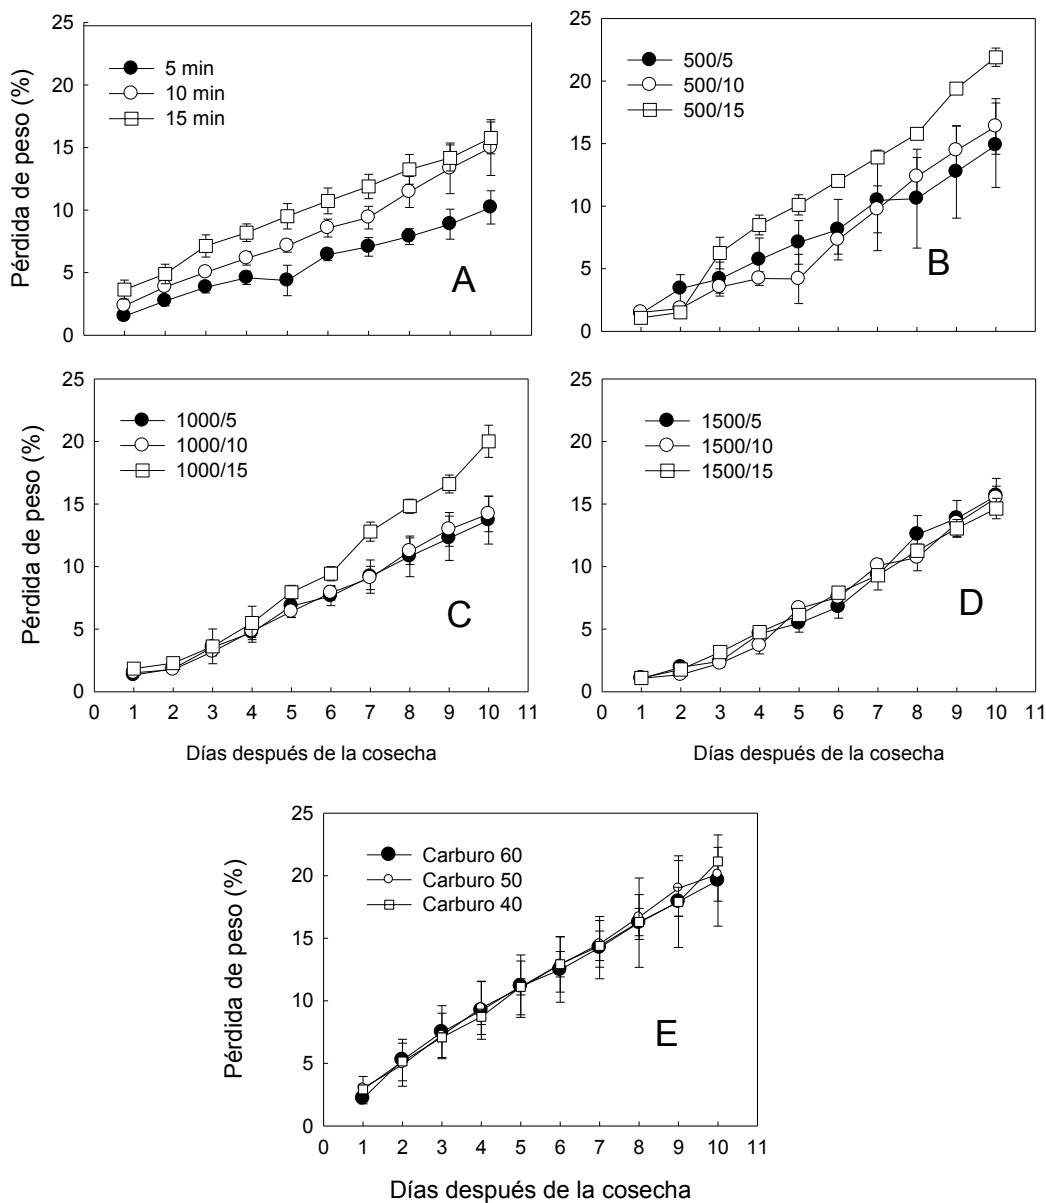 25
20
15
10
5
0
Pérdida de peso (%)
5 min
10 min
15 min
A
25
20
15
10
5
0
500/5
500/10
500/15
B
25
20
15
10
5
0
Pérdida de peso (%)
1000/5
1000/10
1000/15
C
0 1 2 3 4 5 6 7 8 9 10 11
Días después de la cosecha
25
20
15
10
5
0
1500/5
1500/10
1500/15
D
0 1 2 3 4 5 6 7 8 9 10 11
Días después de la cosecha
25
20
15
10
5
0
Pérdida de peso (%)
Carburo 60
Carburo 50
Carburo 40
E
0 1 2 3 4 5 6 7 8 9 10 11
Días después de la cosecha